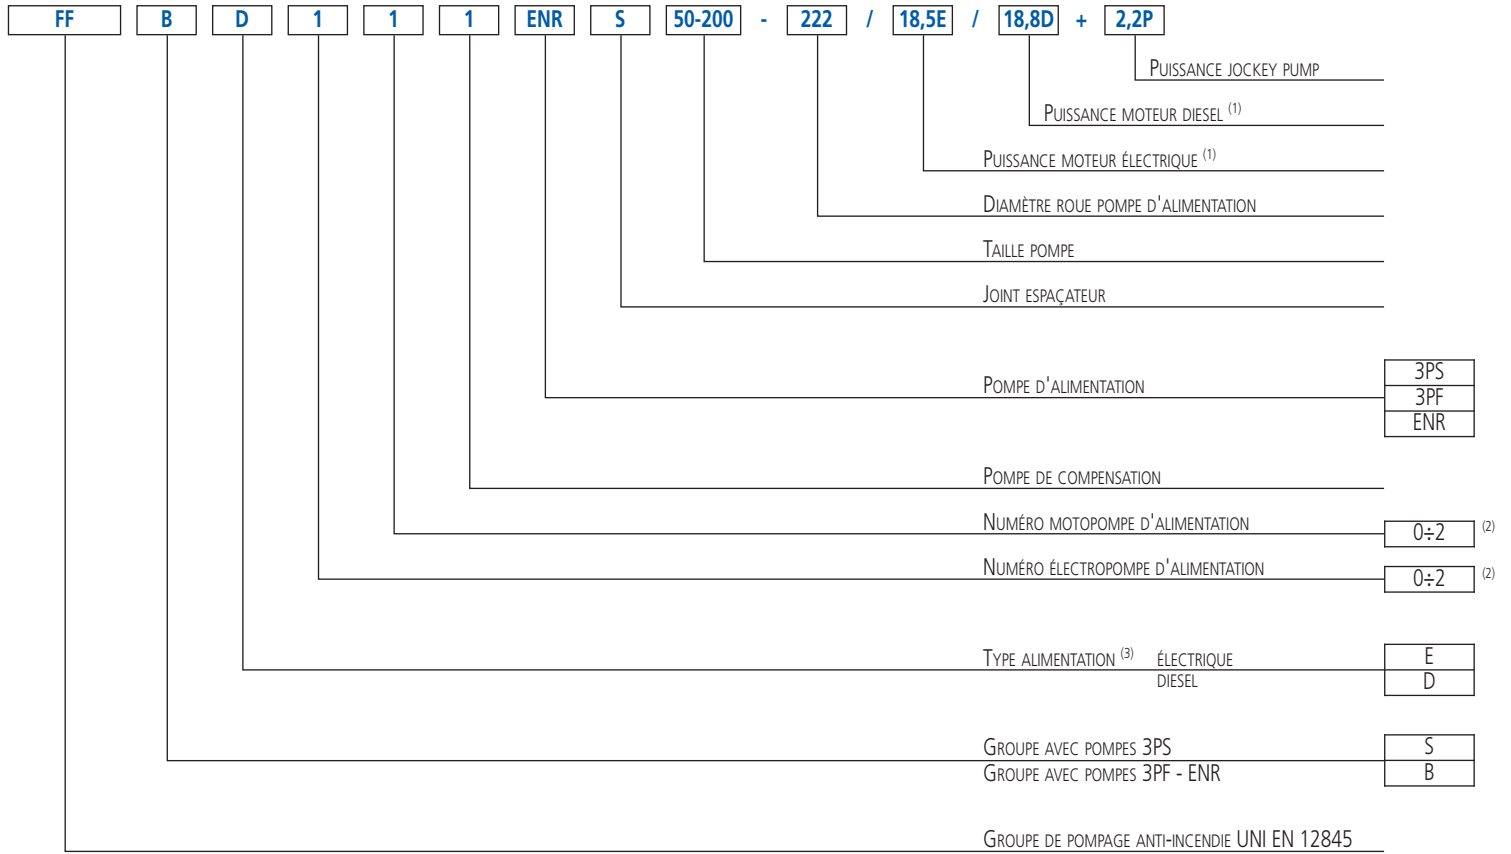 FF B D 1 1 1 ENR S 50-200 - 222 / 18,5E / 18,8D + 2,2P
PUISSANCE JOCKEY PUMP
PUISSANCE MOTEUR DIESEL (1)
PUISSANCE MOTEUR ÉLECTRIQUE (1)
DIAMÈTRE ROUE POMPE D'ALIMENTATION
TAILLE POMPE
JOINT ESPAÇATEUR
3PS
POMPE D'ALIMENTATION 3PF
ENR
POMPE DE COMPENSATION
NUMÉRO MOTOPOMPE D'ALIMENTATION 0÷2 (2)
NUMÉRO ÉLECTROPOMPE D'ALIMENTATION 0÷2 (2)
TYPE ALIMENTATION (3) ÉLECTRIQUE E
DIESEL D
GROUPE AVEC POMPES 3PS S
GROUPE AVEC POMPES 3PF - ENR B
GROUPE DE POMPAGE ANTI-INCENDIE UNI EN 12845